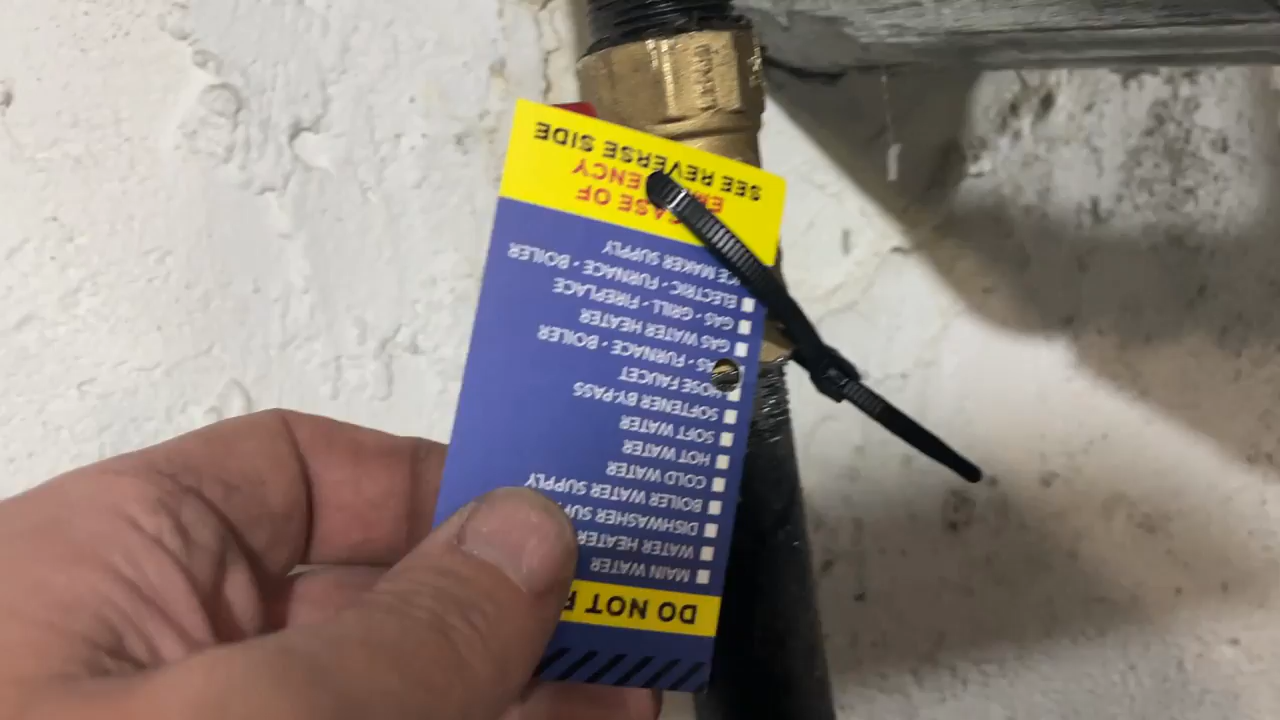 DO NOT
MAIN WATER
WATER HEATER
DISHWASHER SUPPLY
BOILER WATER SUPPLY
COLD WATER
HOT WATER
SOFT WATER
SOFTENER BY-PASS
HOSE FAUCET
GAS - FURNACE - BOILER
GAS WATER HEATER
GAS - GRILL - FIREPLACE
ELECTRIC - FURNACE - BOILER
ICE MAKER SUPPLY
CASE OF
EMERGENCY
SEE REVERSE SIDE